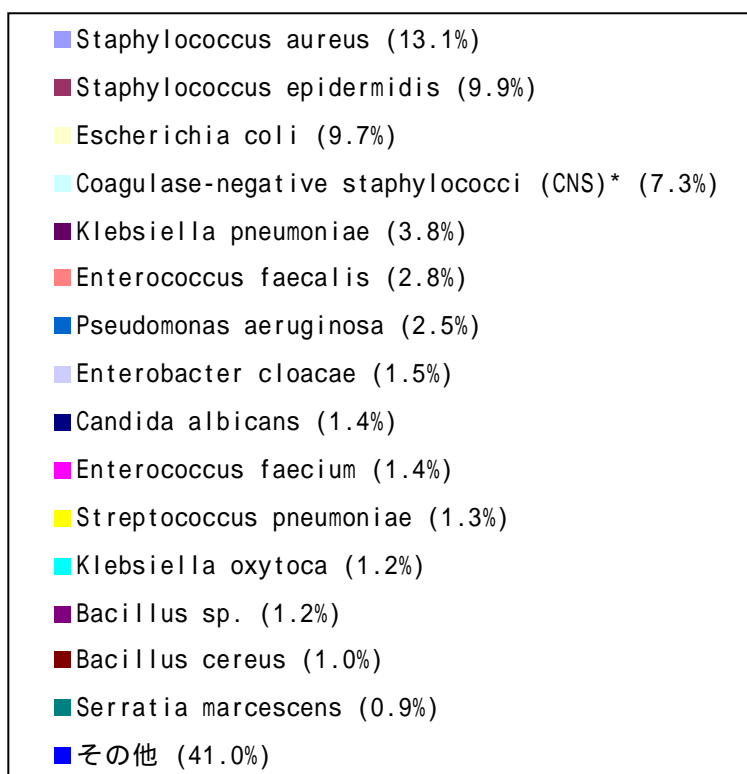 Staphylococcus aureus (13.1%)
Staphylococcus epidermidis (9.9%)
Escherichia coli (9.7%)
Coagulase-negative staphylococci (CNS)* (7.3%)
Klebsiella pneumoniae (3.8%)
Enterococcus faecalis (2.8%)
Pseudomonas aeruginosa (2.5%)
Enterobacter cloacae (1.5%)
Candida albicans (1.4%)
Enterococcus faecium (1.4%)
Streptococcus pneumoniae (1.3%)
Klebsiella oxytoca (1.2%)
Bacillus sp. (1.2%)
Bacillus cereus (1.0%)
Serratia marcescens (0.9%)
その他 (41.0%)